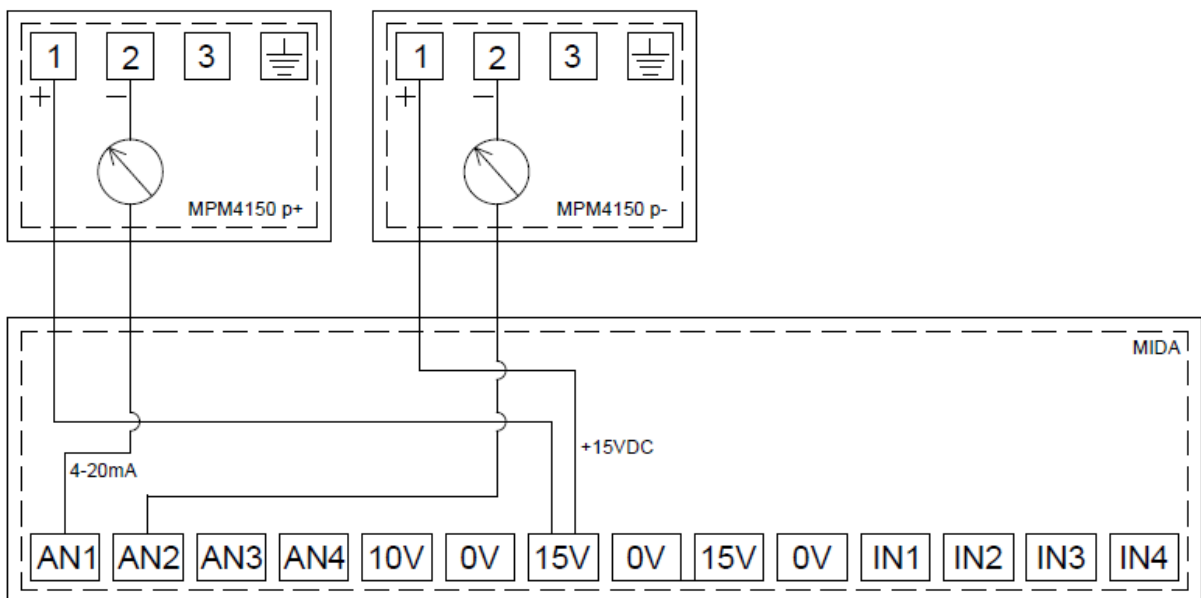 1 2 3
+ −
MPM4150 p+
1 2 3
+ −
MPM4150 p-
MIDA
+15VDC
4-20mA
AN1 AN2 AN3 AN4 10V 0V 15V 0V 15V 0V IN1 IN2 IN3 IN4